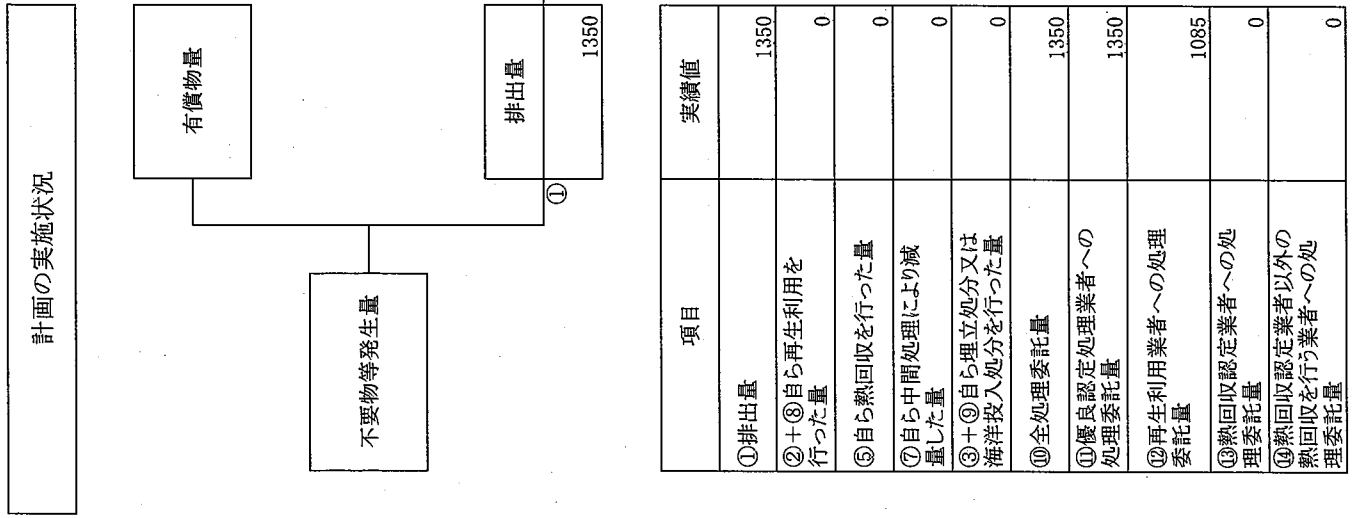 計画の実施状況
不要物等発生量
有償物量
①
排出量
1350
項目
実績値
①排出量
1350
②+⑧自ら再生利用を
行った量
0
⑤自ら熱回収を行った量
0
⑦自ら中間処理により減
量した量
0
③+⑨自ら埋立処分又は
海洋投入処分を行った量
0
⑩全処理委託量
1350
⑪優良認定処理業者への
処理委託量
1350
⑫再生利用業者への処理
委託量
1085
⑬熱回収認定業者への処
理委託量
0
⑭熱回収認定業者以外の
熱回収を行う業者への処
理委託量
0